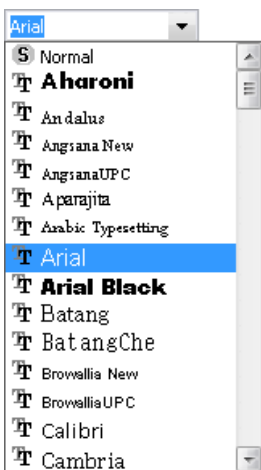 Arial
S Normal
Aharoni
Andalus
Angsana New
AngsanaUPC
Aparajita
Arabic Typesetting
Arial
Arial Black
Batang
BatangChe
Browallia New
BrowalliaUPC
Calibri
Cambria